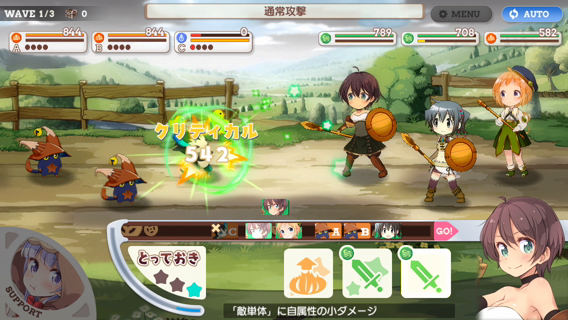 WAVE 1/3
0
通常攻撃
MENU
AUTO
844
A
844
B
0
C
789
708
582
クリティカル
542
C
A
B
GO!
とっておき
SUPPORT
「敵単体」に自属性の小ダメージ